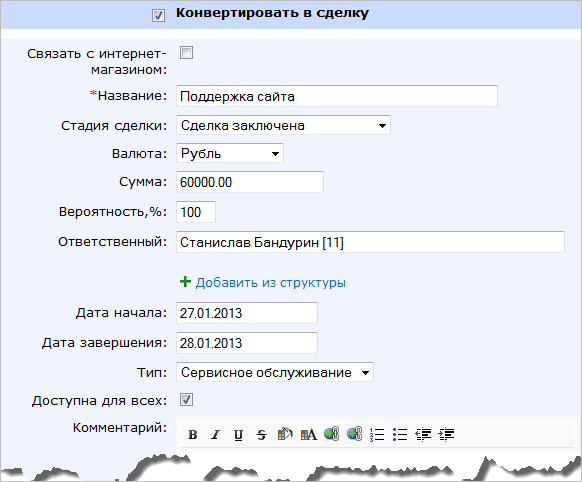 Конвертировать в сделку
Связать с интернет-
магазином:
*Название: Поддержка сайта
Стадия сделки: Сделка заключена
Валюта: Рубль
Сумма: 60000.00
Вероятность,%: 100
Ответственный: Станислав Бандурин [11]
Добавить из структуры
Дата начала: 27.01.2013
Дата завершения: 28.01.2013
Тип: Сервисное обслуживание
Доступна для всех:
Комментарий: B I U S A